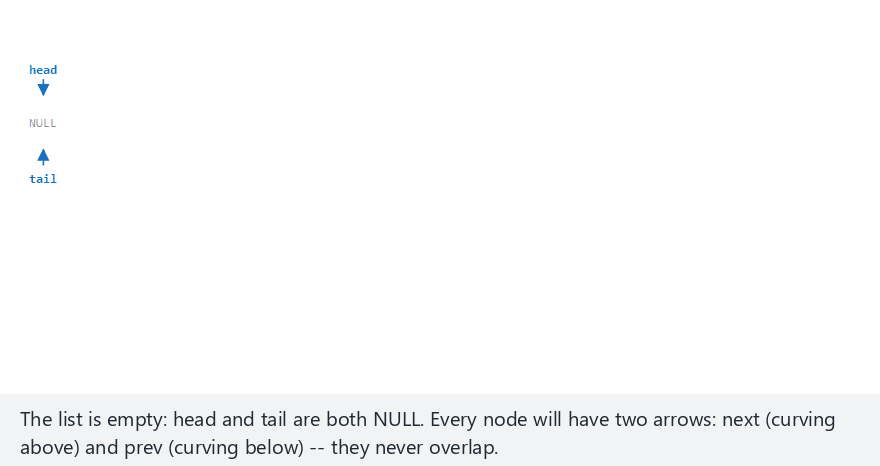 head
NULL
tail
The list is empty: head and tail are both NULL. Every node will have two arrows: next (curving
above) and prev (curving below) -- they never overlap.